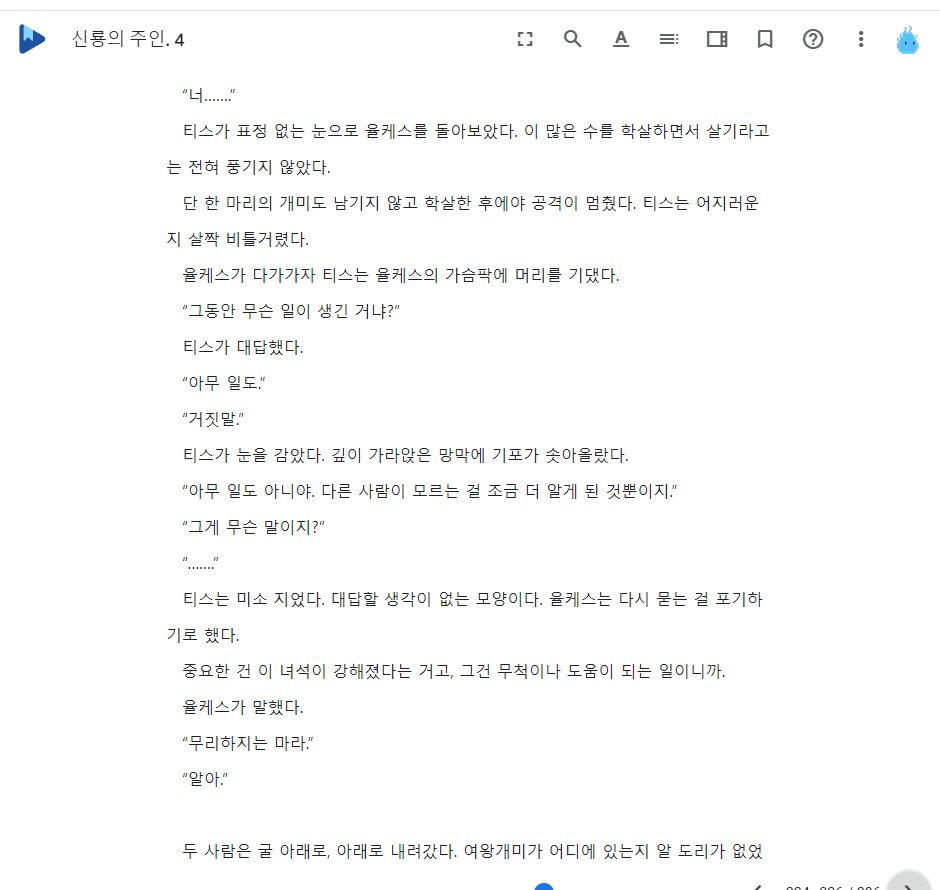 신룡의 주인. 4
“너.......”
티스가 표정 없는 눈으로 율케스를 돌아보았다. 이 많은 수를 학살하면서 살기라고
는 전혀 풍기지 않았다.
단 한 마리의 개미도 남기지 않고 학살한 후에야 공격이 멈췄다. 티스는 어지러운
지 살짝 비틀거렸다.
율케스가 다가가자 티스는 율케스의 가슴팍에 머리를 기댔다.
“그동안 무슨 일이 생긴 거냐?”
티스가 대답했다.
“아무 일도.”
“거짓말.”
티스가 눈을 감았다. 깊이 가라앉은 망막에 기포가 솟아올랐다.
“아무 일도 아니야. 다른 사람이 모르는 걸 조금 더 알게 된 것뿐이지.”
“그게 무슨 말이지?”
“.......”
티스는 미소 지었다. 대답할 생각이 없는 모양이다. 율케스는 다시 묻는 걸 포기하
기로 했다.
중요한 건 이 녀석이 강해졌다는 거고, 그건 무척이나 도움이 되는 일이니까.
율케스가 말했다.
“무리하지는 마라.”
“알아.”
두 사람은 굴 아래로, 아래로 내려갔다. 여왕개미가 어디에 있는지 알 도리가 없었